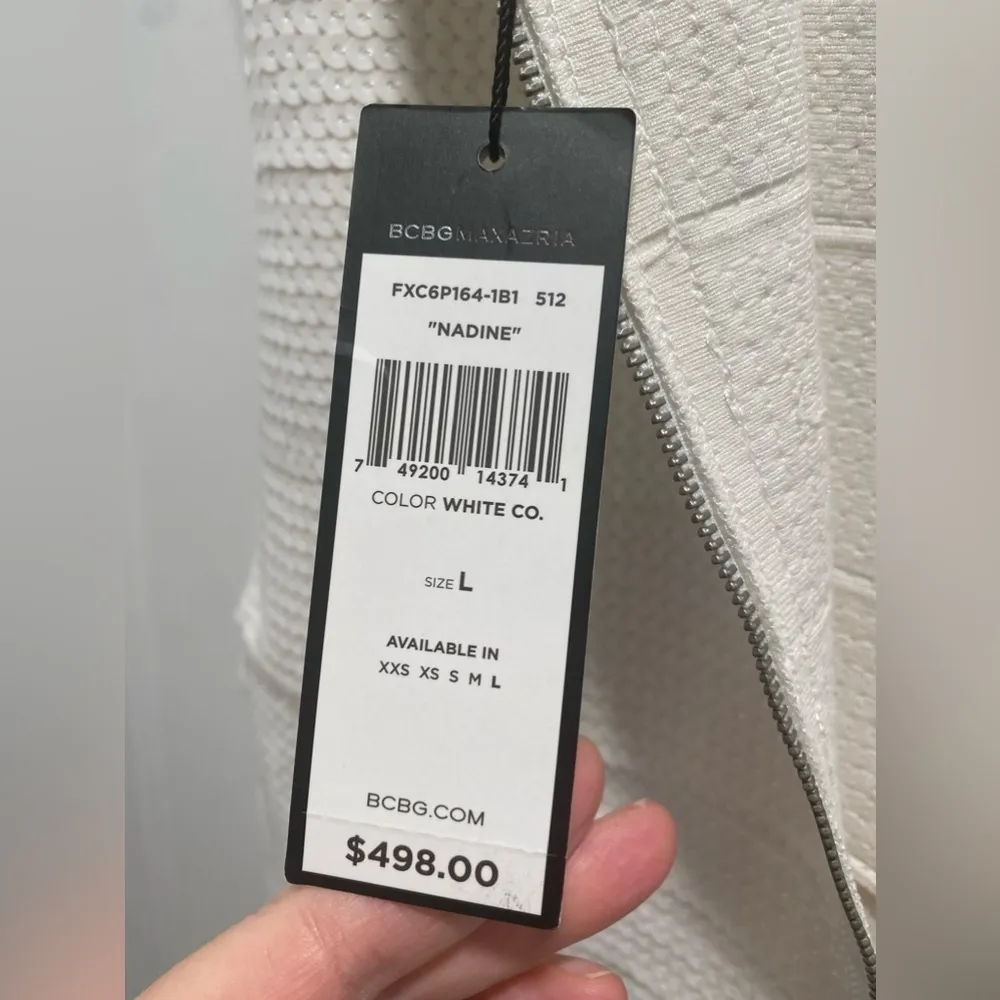 BCBGMAXAZRIA
FXC6P164-1B1 512
"NADINE"
7 49200 14374 1
COLOR WHITE CO.
SIZE L
AVAILABLE IN
XXS XS S M L
BCBG.COM
$498.00